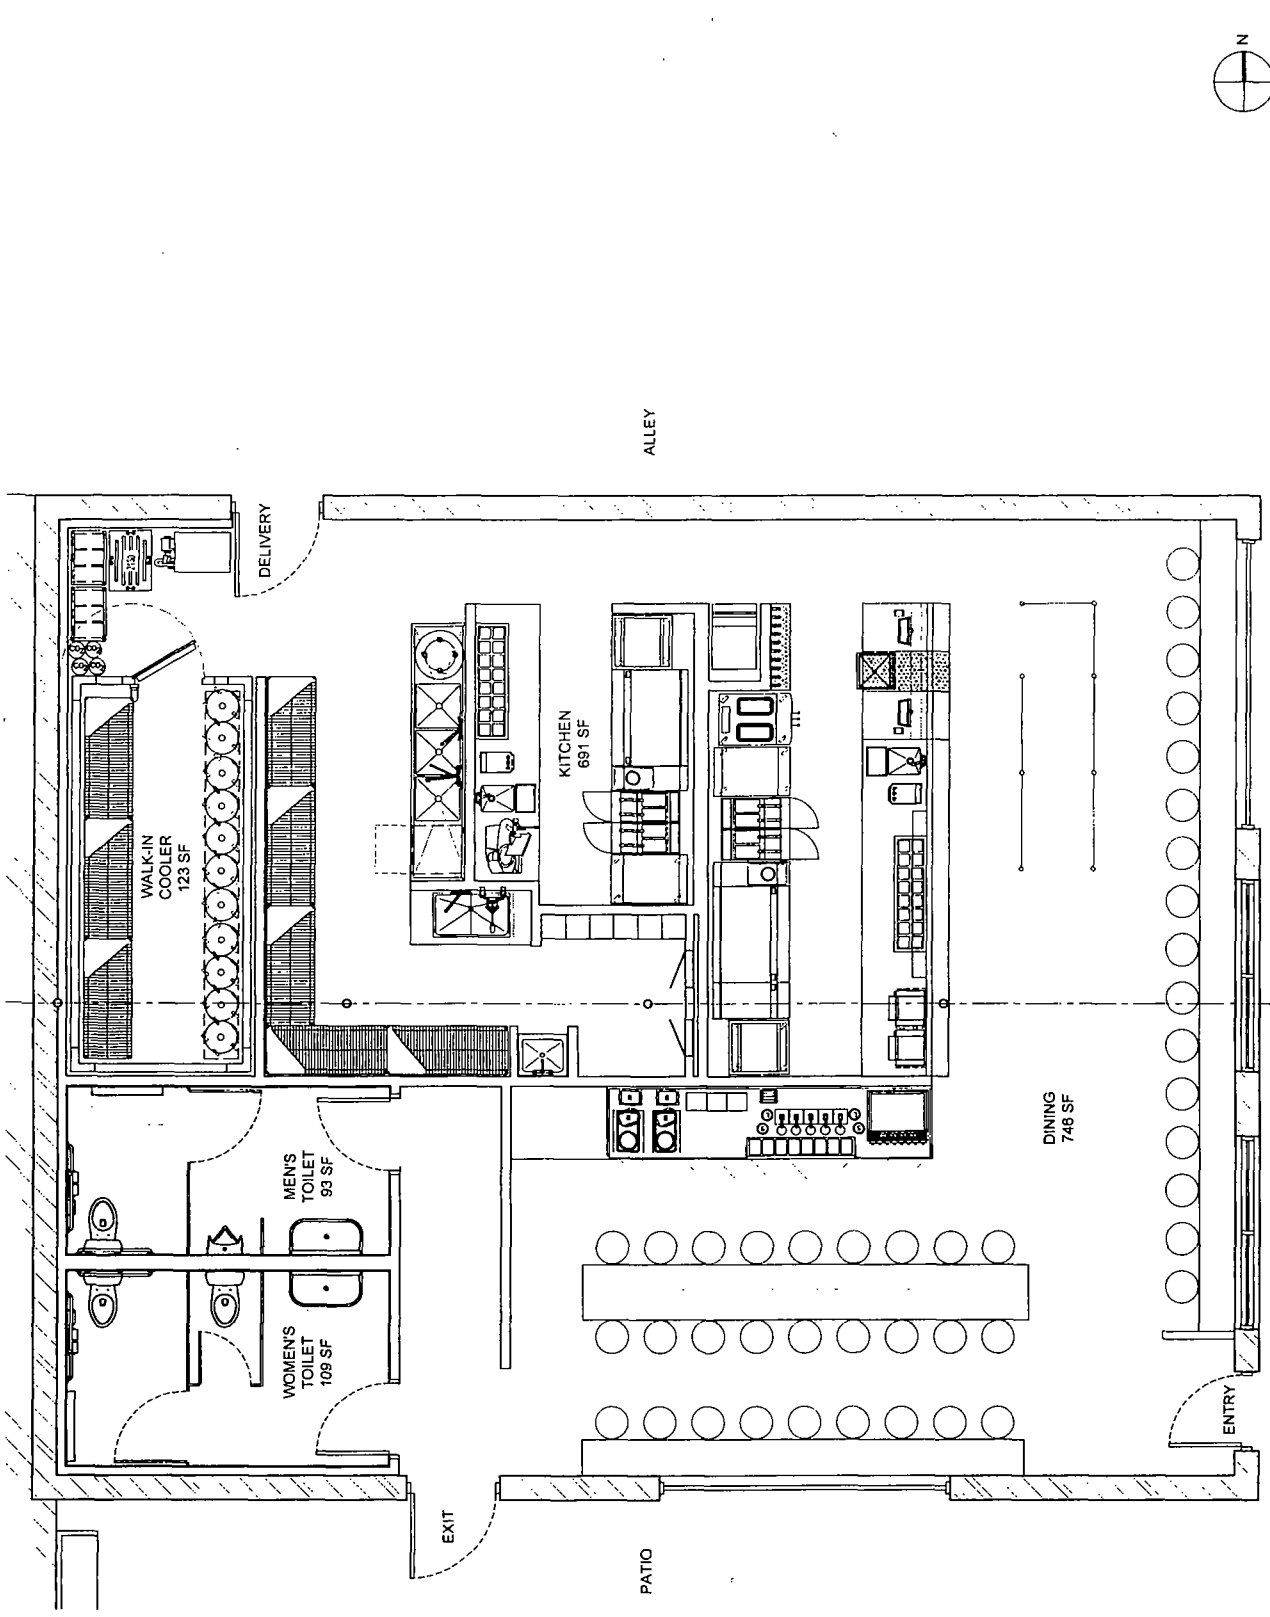 N
ALLEY
DELIVERY
WALK-IN
COOLER
123 SF
KITCHEN
691 SF
MEN'S
TOILET
93 SF
DINING
748 SF
WOMEN'S
TOILET
109 SF
ENTRY
EXIT
PATIO